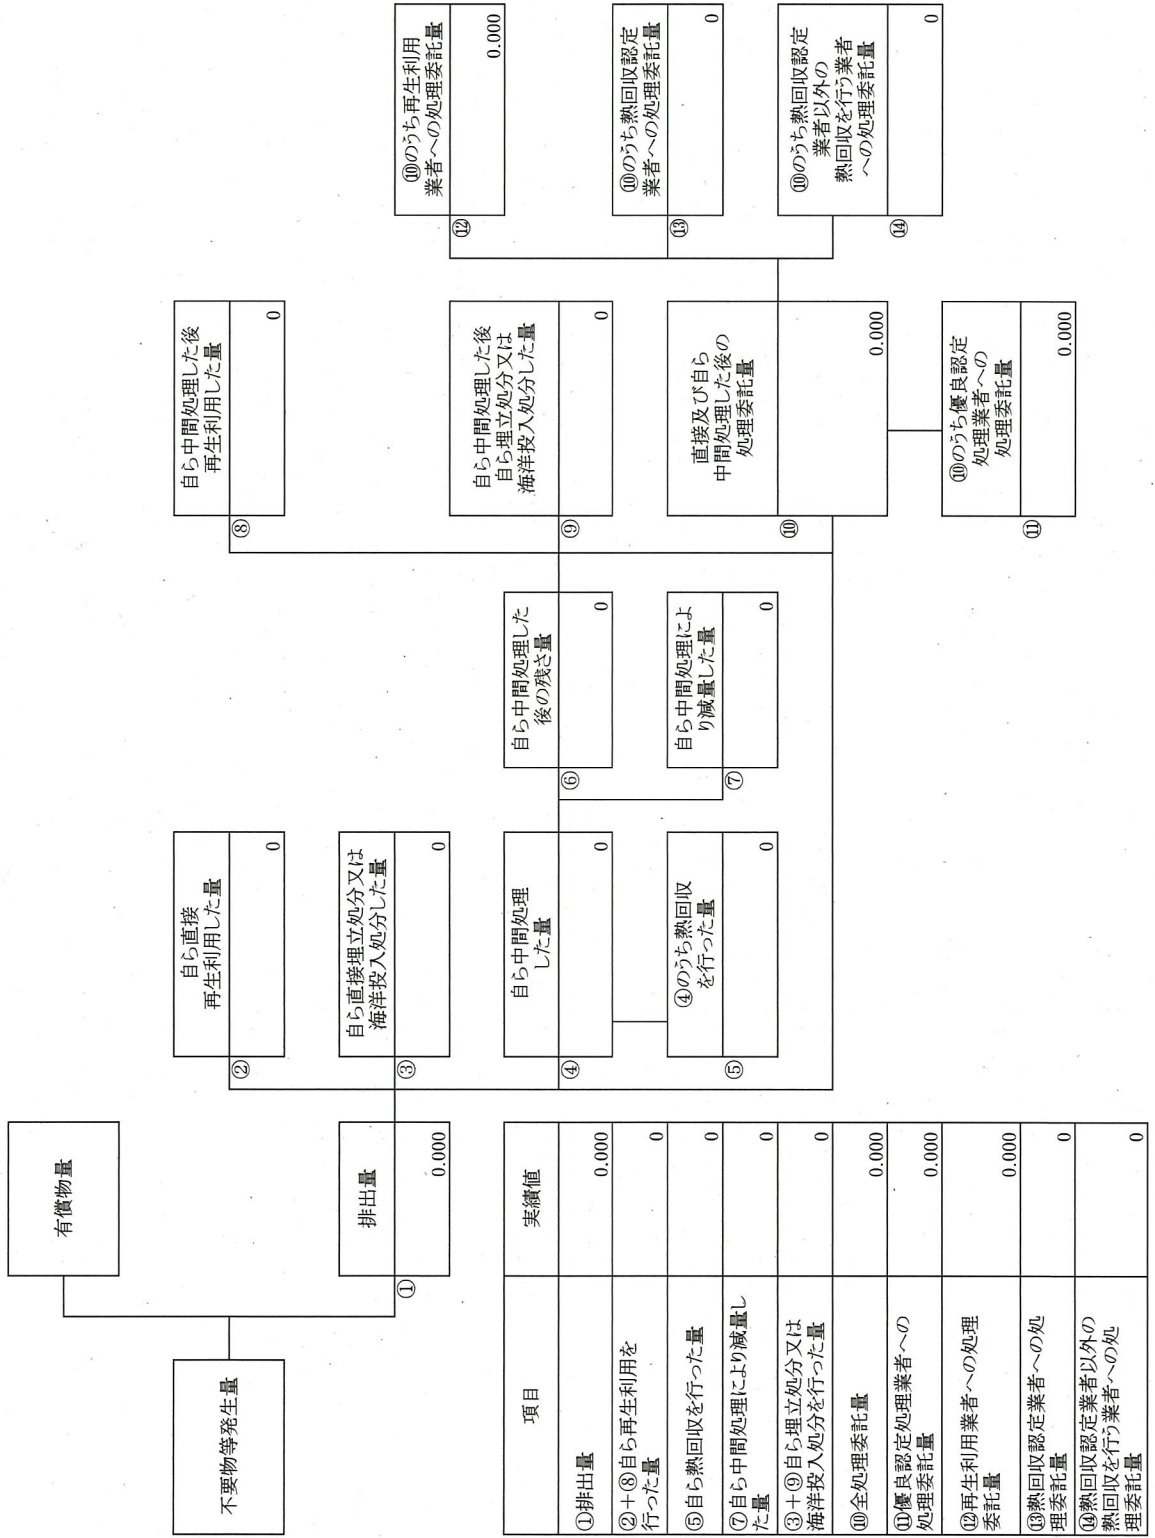 有償物量
不要物等発生量
排出量
①
0.000
自ら直接
再生利用した量
②
0
自ら直接埋立処分又は
海洋投入処分した量
③
0
自ら中間処理
した量
④
0
④のうち熱回収
を行った量
⑤
0
自ら中間処理した
後の残さ量
⑥
0
自ら中間処理によ
り減量した量
⑦
0
自ら中間処理した後
再生利用した量
⑧
0
自ら中間処理した後
自ら埋立処分又は
海洋投入処分した量
⑨
0
直接及び自ら
中間処理した後の
処理委託量
⑩
0.000
⑩のうち優良認定
処理業者への
処理委託量
⑪
0.000
⑩のうち再生利用
業者への処理委託量
⑫
0.000
⑩のうち熱回収認定
業者への処理委託量
⑬
0
⑩のうち熱回収認定
業者以外の
熱回収を行う業者
への処理委託量
⑭
0
項目 実績値
①排出量 0.000
②+⑧自ら再生利用を
行った量 0
⑤自ら熱回収を行った量 0
⑦自ら中間処理により減量し
た量 0
③+⑨自ら埋立処分又は
海洋投入処分を行った量 0
⑩全処理委託量 0.000
⑪優良認定処理業者への
処理委託量 0.000
⑫再生利用業者への処理
委託量 0.000
⑬熱回収認定業者への処
理委託量 0
⑭熱回収認定業者以外の
熱回収を行う業者への処
理委託量 0